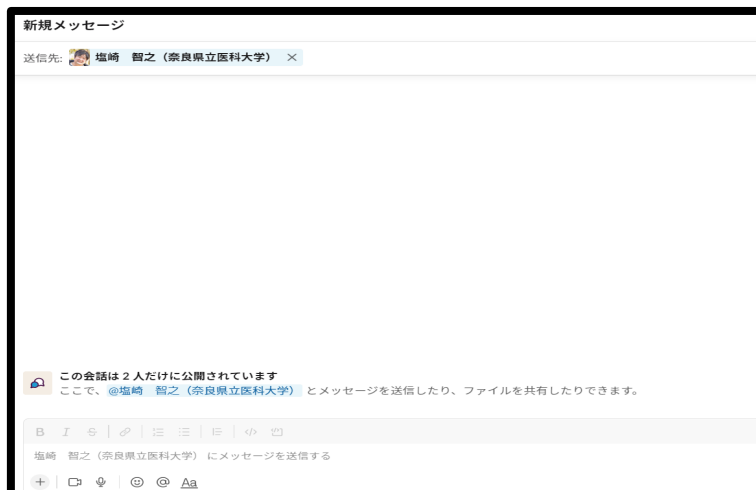 新規メッセージ
送信先: 塩崎　智之（奈良県立医科大学） ×
この会話は2人だけに公開されています
ここで、 @塩崎　智之（奈良県立医科大学） とメッセージを送信したり、ファイルを共有したりできます。
B I S </>
塩崎　智之（奈良県立医科大学） にメッセージを送信する
+ @ Aa